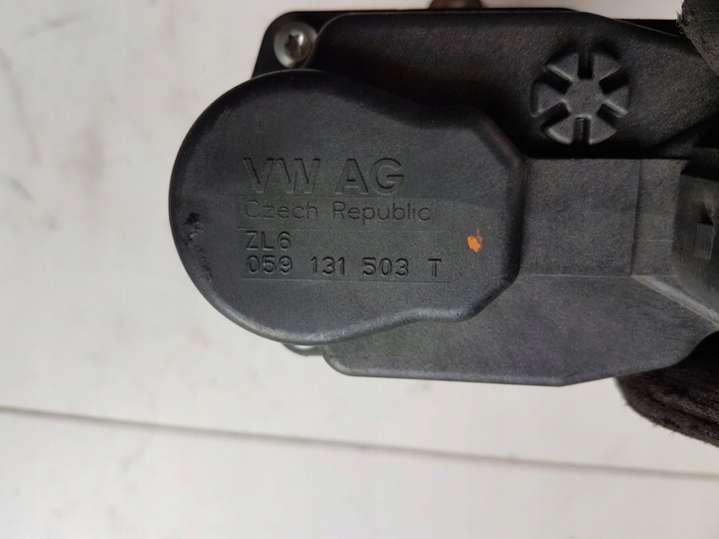 VW AG
Czech Republic
ZL6
059 131 503 T